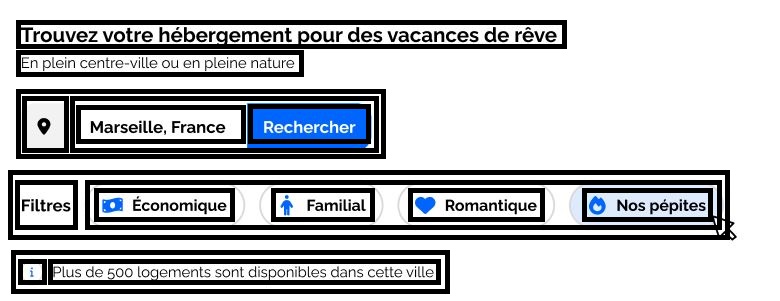 Trouvez votre hébergement pour des vacances de rêve
En plein centre-ville ou en pleine nature
Marseille, France Rechercher
Filtres Économique Familial Romantique Nos pépites
i Plus de 500 logements sont disponibles dans cette ville